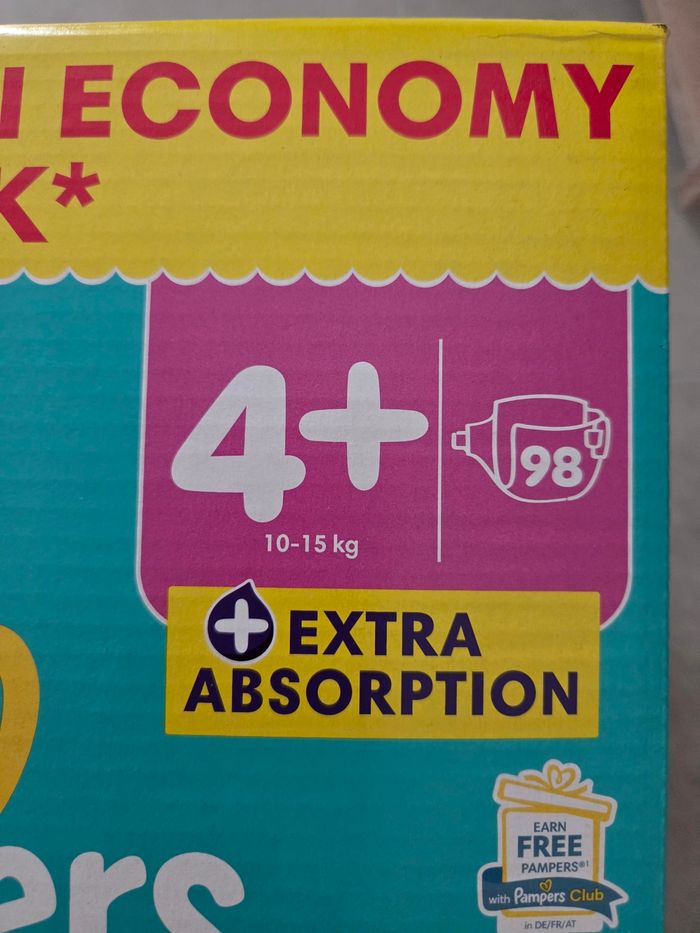 I ECONOMY
K*
4+
98
10-15 kg
+ EXTRA
ABSORPTION
ers
EARN
FREE
PAMPERS®¹
with Pampers Club
in DE/FR/AT